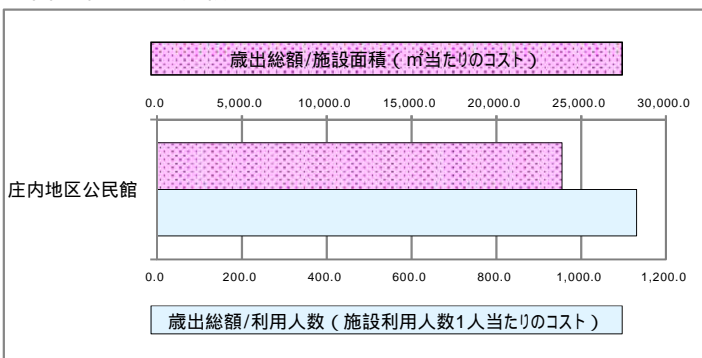 歳出総額/施設面積（㎡当たりのコスト）
0.0 5,000.0 10,000.0 15,000.0 20,000.0 25,000.0 30,000.0
庄内地区公民館
0.0 200.0 400.0 600.0 800.0 1,000.0 1,200.0
歳出総額/利用人数（施設利用人数1人当たりのコスト）